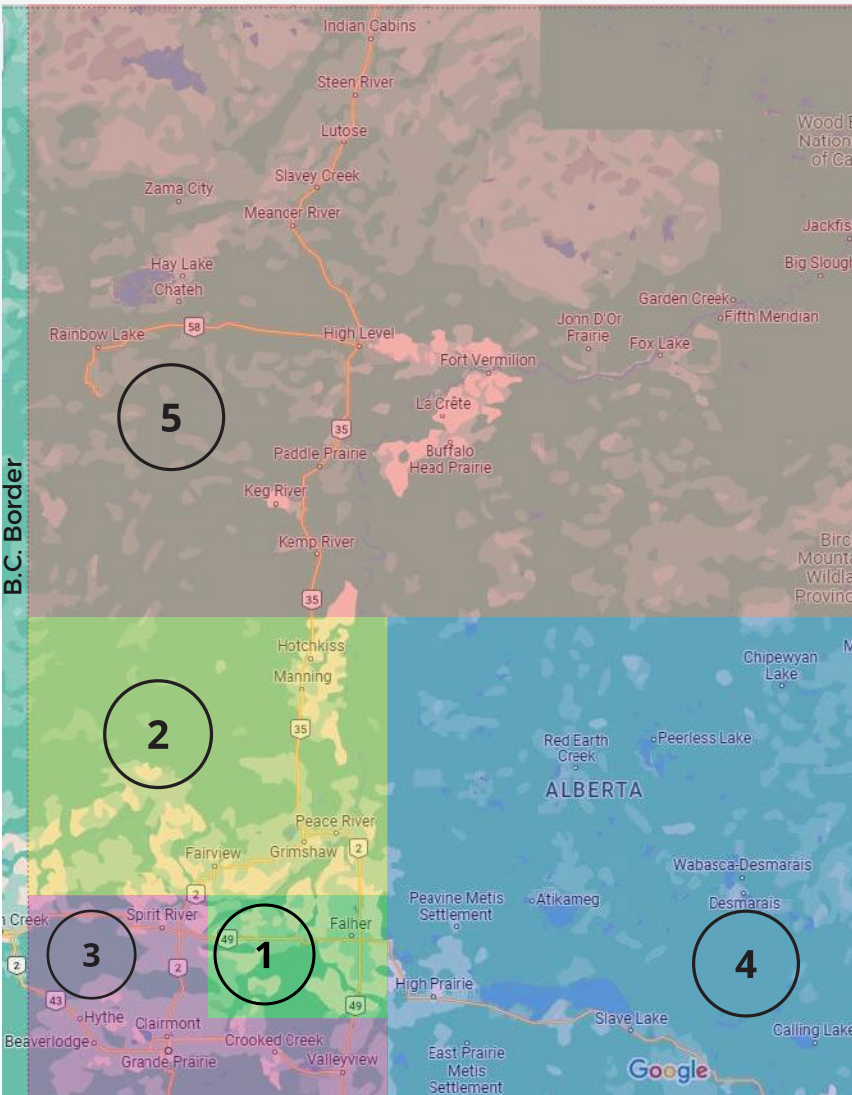 Indian Cabins
Steen River
Lutose
Wood B
Nation
of Ca
Slavey Creek
Zama City
Meander River
Jackfis
Hay Lake
Big Slough
Chateh
Garden Creek
58
Rainbow Lake
High Level
John D'Or
Prairie
Fifth Meridian
Fox Lake
Fort Vermilion
5
La Crête
35
Buffalo
Head Prairie
Paddle Prairie
B.C. Border
Keg River
Kemp River
Birc
Mounta
Wildla
Provinc
35
Hotchkiss
Manning
Chipewyan
Lake
M
2
35
Red Earth
Creek
Peerless Lake
ALBERTA
Peace River
2
Grimshaw
Fairview
Wabasca-Desmarais
2
Peavine Metis
Settlement
Atikameg
Desmarais
n Creek
Spirit River
Falher
49
1
3
2
2
4
43
49
High Prairie
Hythe
Clairmont
Slave Lake
Calling Lake
Beaverlodge
Crooked Creek
Grande Prairie
Valleyview
East Prairie
Metis
Settlement
Google